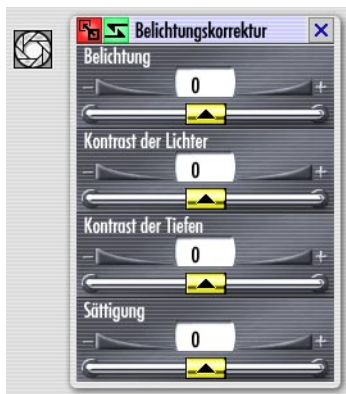 Belichtungskorrektur
Belichtung
- 0 +
Kontrast der Lichter
- 0 +
Kontrast der Tiefen
- 0 +
Sättigung
- 0 +